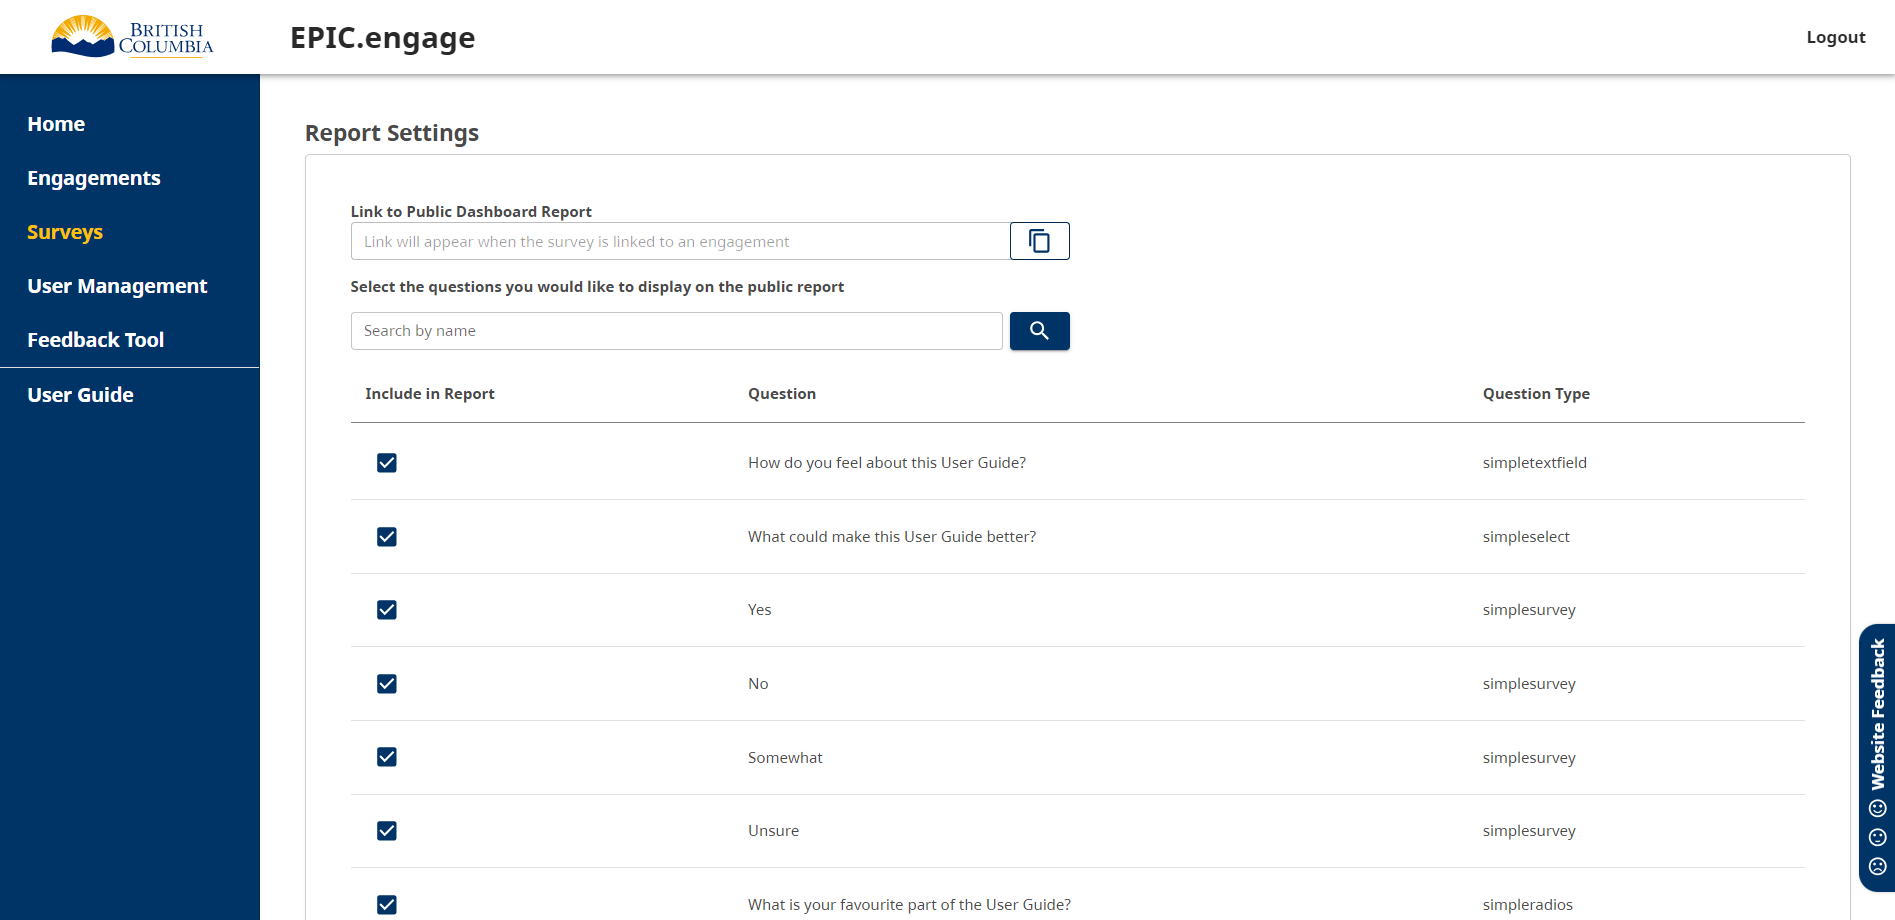 BRITISH
COLUMBIA
EPIC.engage
Logout
Home
Engagements
Surveys
User Management
Feedback Tool
User Guide
Report Settings
Link to Public Dashboard Report
Link will appear when the survey is linked to an engagement
Select the questions you would like to display on the public report
Search by name
Include in Report Question Question Type
How do you feel about this User Guide? simpletextfield
What could make this User Guide better? simpleselect
Yes simplesurvey
No simplesurvey
Somewhat simplesurvey
Unsure simplesurvey
What is your favourite part of the User Guide? simpleradios
Website Feedback